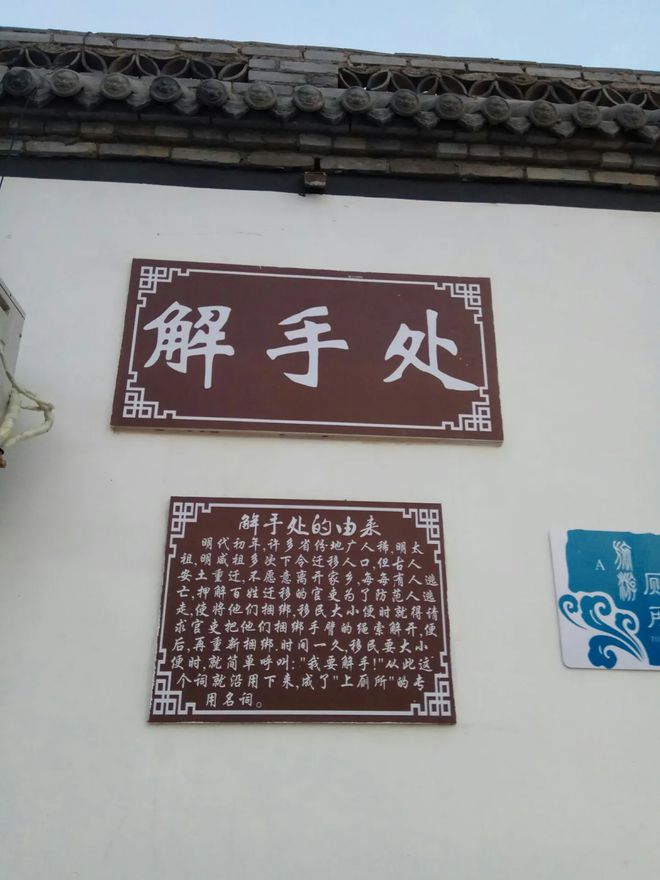 解手处
解手处的由来
明代初年,许多省份地广人稀,明太
祖,明成祖多次下令迁移人口,但古人
安土重迁,不愿意离开家乡,每每有人逃
亡,押解百姓迁移的官吏为了防范人逃
走,便将他们捆绑,移民大小便时就得请
求官吏把他们捆绑手臂的绳索解开,便
后,再重新捆绑.时间一久,移民要大小
便时,就简单呼叫:"我要解手!"从此这
个词就沿用下来,成了"上厕所"的专
用名词。
A
旅游
厕所
TO